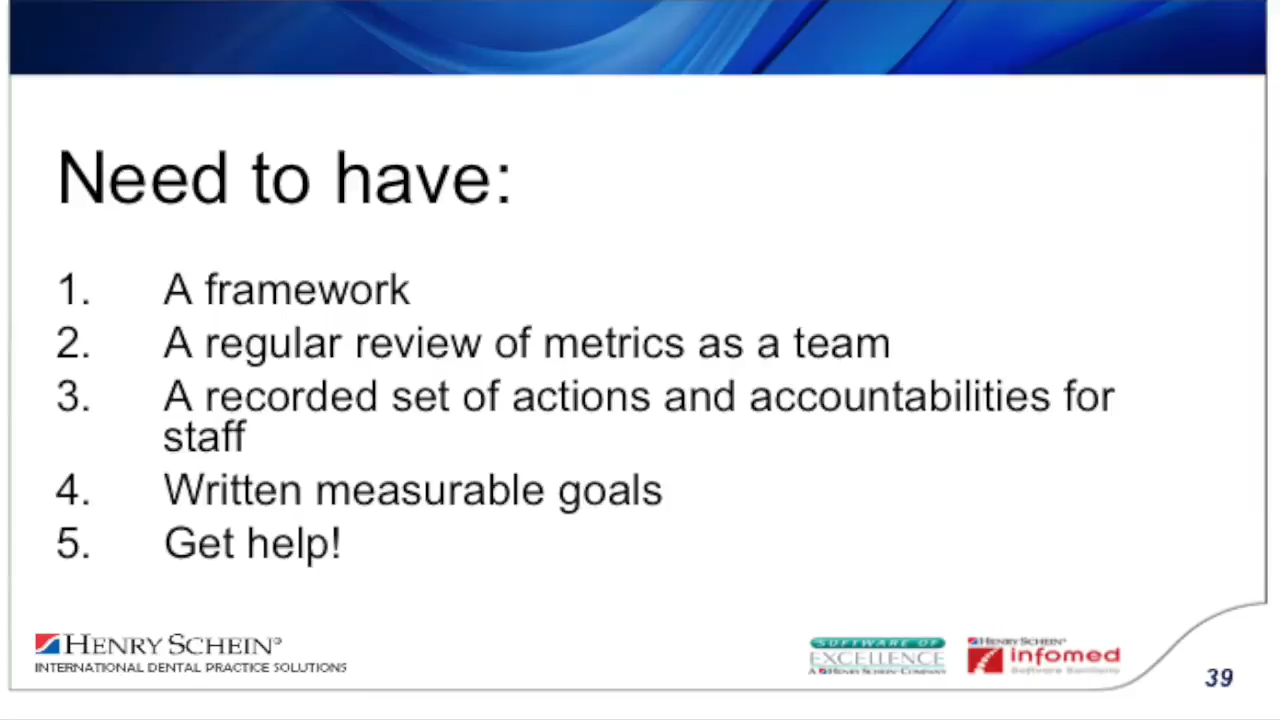 Need to have:
1. A framework
2. A regular review of metrics as a team
3. A recorded set of actions and accountabilities for
staff
4. Written measurable goals
5. Get help!
HENRY SCHEIN®
INTERNATIONAL DENTAL PRACTICE SOLUTIONS
SOFTWARE OF
EXCELLENCE
A HENRY SCHEIN COMPANY
HENRY SCHEIN®
infomed
Software
39